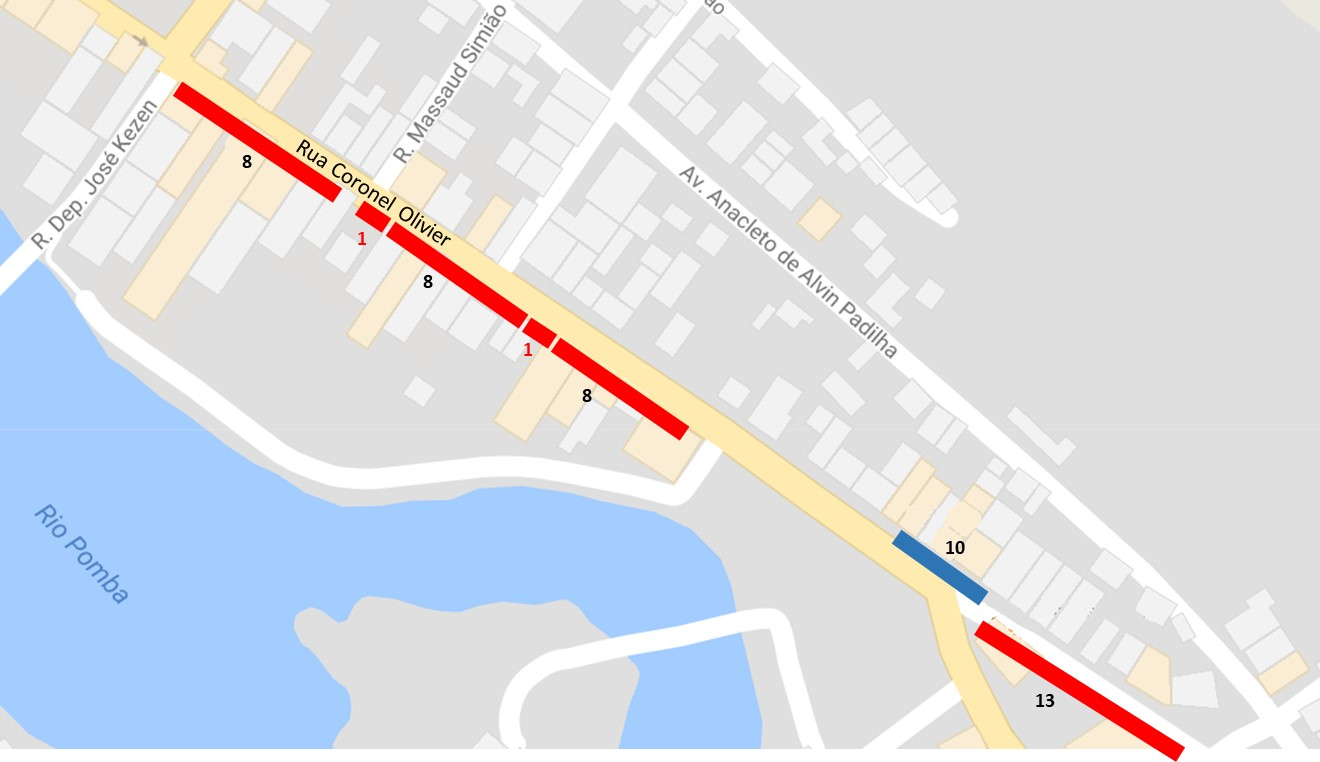 ão
R. Massaud Simião
R. Dep. José Kezen
Rua Coronel Olivier
8
Av. Anacleto de Alvin Padilha
1
8
1
8
Rio Pomba
10
13